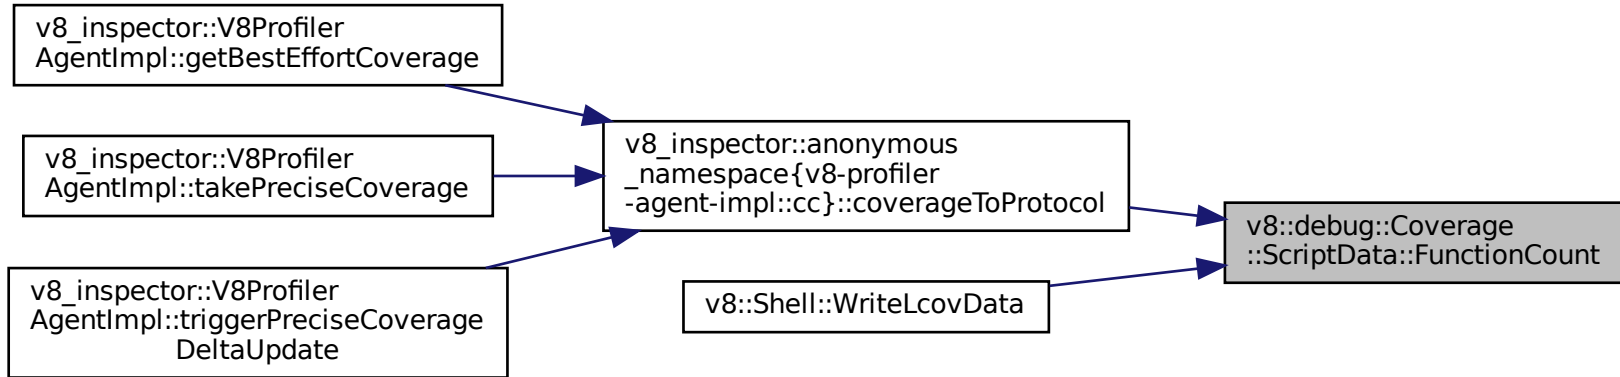 v8_inspector::V8Profiler
AgentImpl::getBestEffortCoverage
v8_inspector::V8Profiler
AgentImpl::takePreciseCoverage
v8_inspector::V8Profiler
AgentImpl::triggerPreciseCoverage
DeltaUpdate
v8_inspector::anonymous
_namespace{v8-profiler
-agent-impl::cc}::coverageToProtocol
v8::Shell::WriteLcovData
v8::debug::Coverage
::ScriptData::FunctionCount